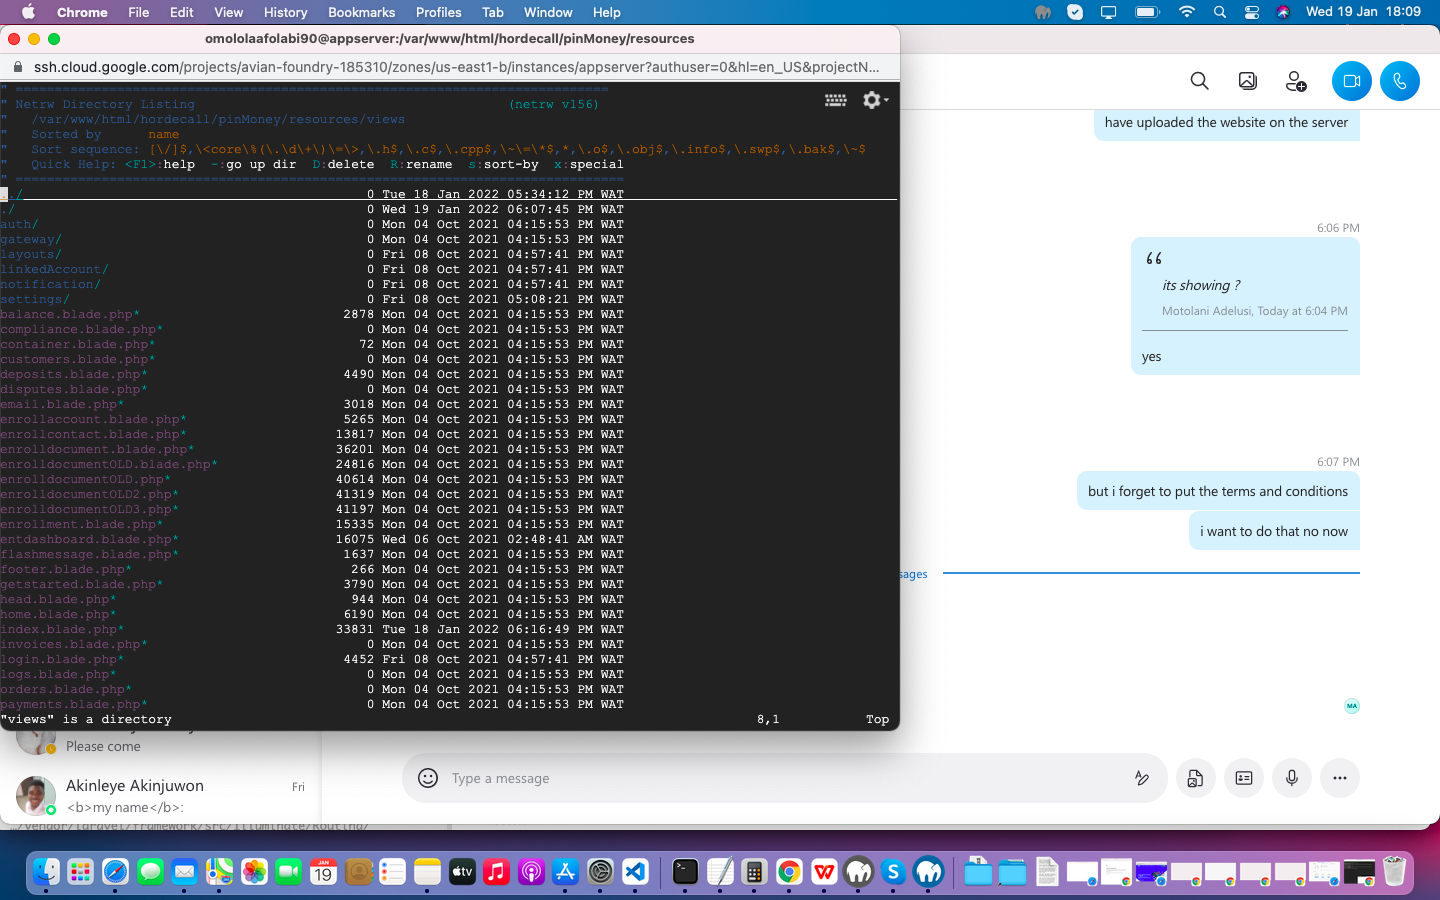 Chrome File Edit View History Bookmarks Profiles Tab Window Help Wed 19 Jan 18:09
omololaafolabi90@appserver:/var/www/html/hordecall/pinMoney/resources
ssh.cloud.google.com/projects/avian-foundry-185310/zones/us-east1-b/instances/appserver?authuser=0&hl=en_US&projectN...
" ============================================================================
" Netrw Directory Listing (netrw v156)
" /var/www/html/hordecall/pinMoney/resources/views
" Sorted by name
" Sort sequence: [\/]$,\<core\%(\.\d\+\)\=\>,\.h$,\.c$,\.cpp$,\~\=\*$,*,\.o$,\.obj$,\.info$,\.swp$,\.bak$,\~$
" Quick Help: <F1>:help -:go up dir D:delete R:rename s:sort-by x:special
" ==============================================================================
../ 0 Tue 18 Jan 2022 05:34:12 PM WAT
./ 0 Wed 19 Jan 2022 06:07:45 PM WAT
auth/ 0 Mon 04 Oct 2021 04:15:53 PM WAT
gateway/ 0 Mon 04 Oct 2021 04:15:53 PM WAT
layouts/ 0 Fri 08 Oct 2021 04:57:41 PM WAT
linkedAccount/ 0 Fri 08 Oct 2021 04:57:41 PM WAT
notification/ 0 Fri 08 Oct 2021 04:57:41 PM WAT
settings/ 0 Fri 08 Oct 2021 05:08:21 PM WAT
balance.blade.php* 2878 Mon 04 Oct 2021 04:15:53 PM WAT
compliance.blade.php* 0 Mon 04 Oct 2021 04:15:53 PM WAT
container.blade.php* 72 Mon 04 Oct 2021 04:15:53 PM WAT
customers.blade.php* 0 Mon 04 Oct 2021 04:15:53 PM WAT
deposits.blade.php* 4490 Mon 04 Oct 2021 04:15:53 PM WAT
disputes.blade.php* 0 Mon 04 Oct 2021 04:15:53 PM WAT
email.blade.php* 3018 Mon 04 Oct 2021 04:15:53 PM WAT
enrollaccount.blade.php* 5265 Mon 04 Oct 2021 04:15:53 PM WAT
enrollcontact.blade.php* 13817 Mon 04 Oct 2021 04:15:53 PM WAT
enrolldocument.blade.php* 36201 Mon 04 Oct 2021 04:15:53 PM WAT
enrolldocumentOLD.blade.php* 24816 Mon 04 Oct 2021 04:15:53 PM WAT
enrolldocumentOLD.php* 40614 Mon 04 Oct 2021 04:15:53 PM WAT
enrolldocumentOLD2.php* 41319 Mon 04 Oct 2021 04:15:53 PM WAT
enrolldocumentOLD3.php* 41197 Mon 04 Oct 2021 04:15:53 PM WAT
enrollment.blade.php* 15335 Mon 04 Oct 2021 04:15:53 PM WAT
entdashboard.blade.php* 16075 Wed 06 Oct 2021 02:48:41 AM WAT
flashmessage.blade.php* 1637 Mon 04 Oct 2021 04:15:53 PM WAT
footer.blade.php* 266 Mon 04 Oct 2021 04:15:53 PM WAT
getstarted.blade.php* 3790 Mon 04 Oct 2021 04:15:53 PM WAT
head.blade.php* 944 Mon 04 Oct 2021 04:15:53 PM WAT
home.blade.php* 6190 Mon 04 Oct 2021 04:15:53 PM WAT
index.blade.php* 33831 Tue 18 Jan 2022 06:16:49 PM WAT
invoices.blade.php* 0 Mon 04 Oct 2021 04:15:53 PM WAT
login.blade.php* 4452 Fri 08 Oct 2021 04:57:41 PM WAT
logs.blade.php* 0 Mon 04 Oct 2021 04:15:53 PM WAT
orders.blade.php* 0 Mon 04 Oct 2021 04:15:53 PM WAT
payments.blade.php* 0 Mon 04 Oct 2021 04:15:53 PM WAT
"views" is a directory 8,1 Top
have uploaded the website on the server
6:06 PM
“
its showing ?
Motolani Adelusi, Today at 6:04 PM
yes
6:07 PM
but i forget to put the terms and conditions
i want to do that no now
sages
MA
Please come
Akinleye Akinjuwon Fri
<b>my name</b>:
Type a message
.../vendor/laravel/framework/src/Illuminate/Routing/
JAN
19
tv